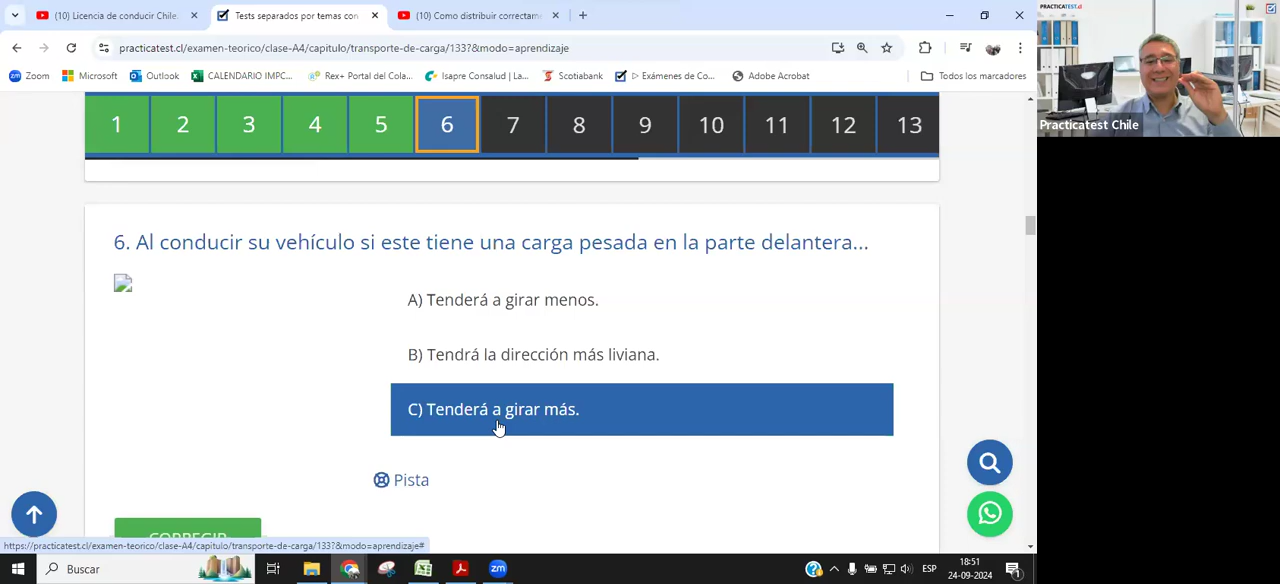 (10) Licencia de conducir Chile:
Tests separados por temario
(10) Como distribuir correctame
practicatest.cl/examen-teorico/clase-A4/capitulo/transporte-de-carga/133?&modo=aprendizaje
Zoom
Microsoft
Outlook
CALENDARIO IMPC...
Rex+ Portal del Cola...
Isapre Consalud | La...
Scotiabank
▷ Exámenes de Co...
Adobe Acrobat
Todos los marcadores
PRACTICATEST.cl
Practicatest Chile
1 2 3 4 6 7 8 9 10 11 12 13
6. Al conducir su vehículo si este tiene una carga pesada en la parte delantera...
A) Tenderá a girar menos.
B) Tendrá la dirección más liviana.
C) Tenderá a girar más.
Pista
CORREGIR
https://practicatest.cl/examen-teorico/clase-A4/capitulo/transporte-de-carga/133?&modo=aprendizaje#
Buscar
ESP
18:51
24-09-2024